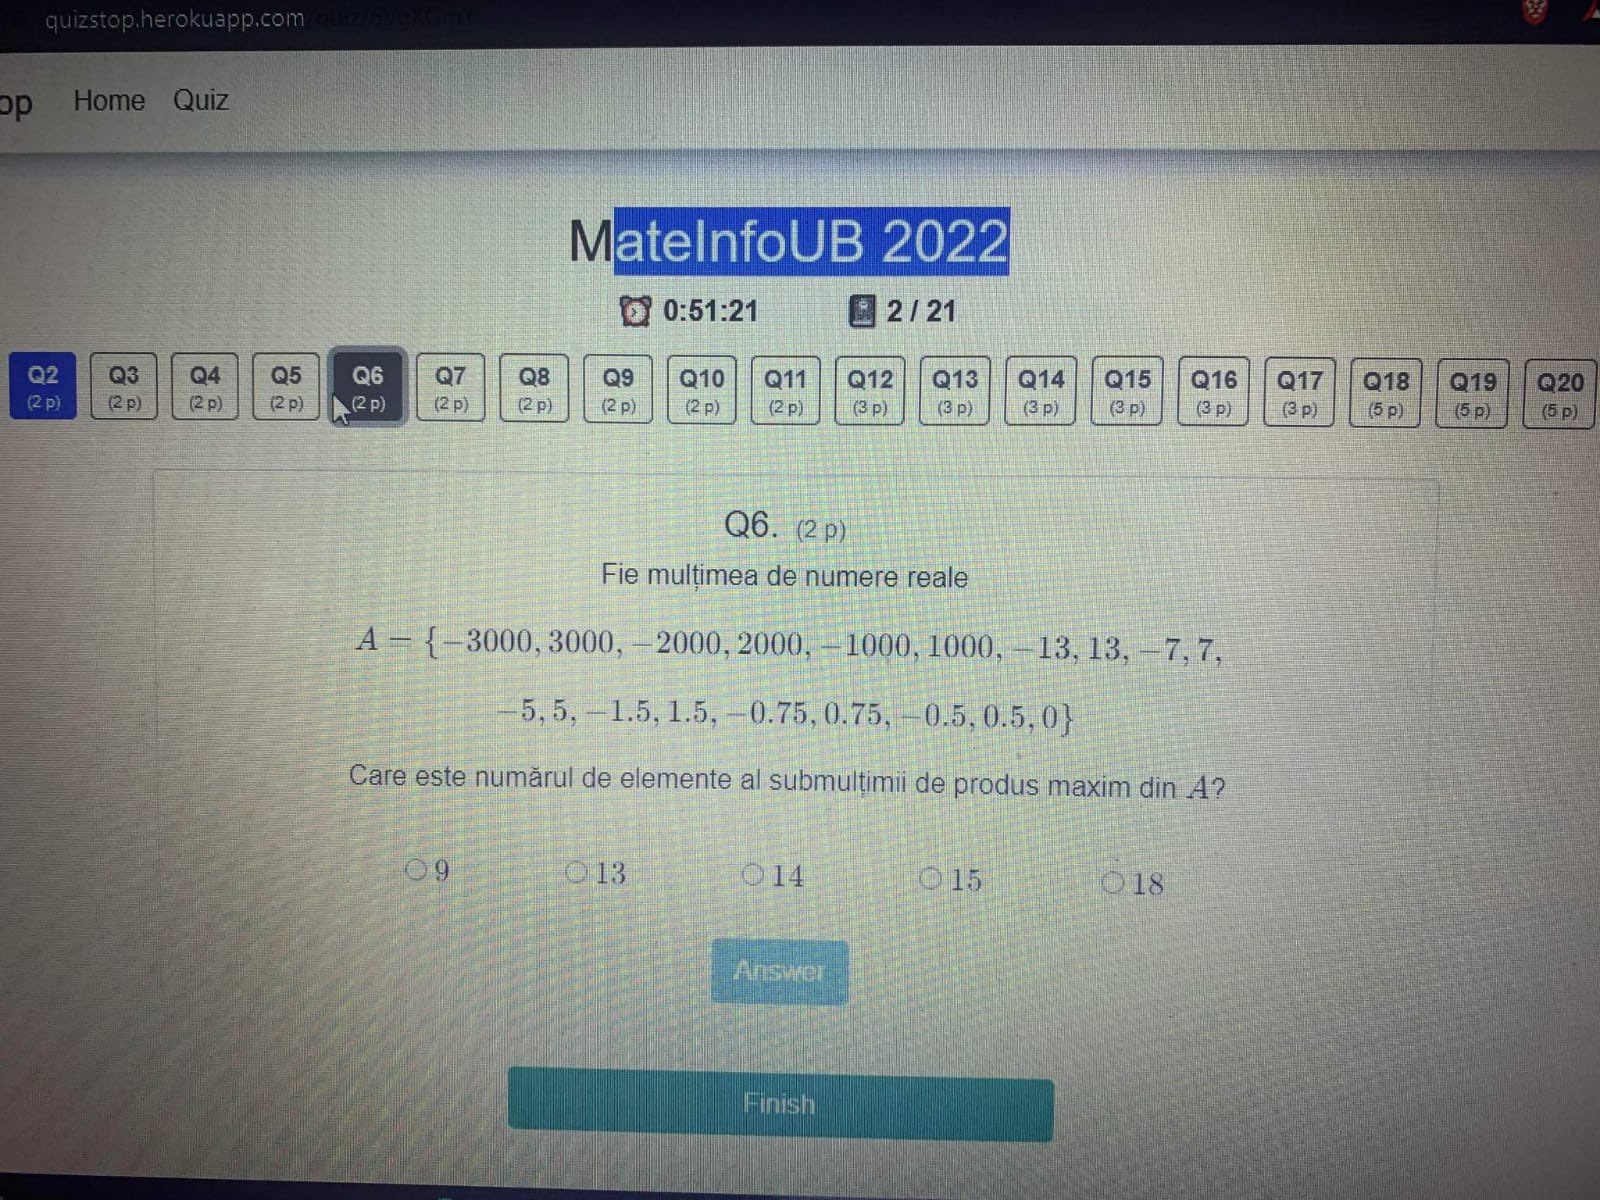 quizstop.herokuapp.com
op Home Quiz
MateInfoUB 2022
0:51:21 2 / 21
Q2 Q3 Q4 Q5 Q6 Q7 Q8 Q9 Q10 Q11 Q12 Q13 Q14 Q15 Q16 Q17 Q18 Q19 Q20
(2 p) (2 p) (2 p) (2 p) (2 p) (2 p) (2 p) (2 p) (2 p) (2 p) (3 p) (3 p) (3 p) (3 p) (3 p) (3 p) (5 p) (5 p) (5 p)
Q6. (2 p)
Fie mulțimea de numere reale
A = {−3000, 3000, −2000, 2000, −1000, 1000, −13, 13, −7, 7,
−5, 5, −1.5, 1.5, −0.75, 0.75, −0.5, 0.5, 0}
Care este numărul de elemente al submulțimii de produs maxim din A?
9 13 14 15 18
Answer
Finish